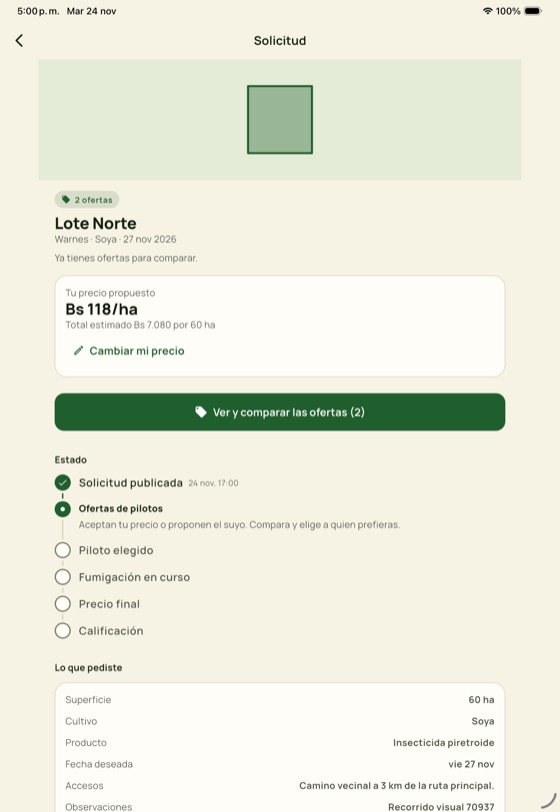 5:00 p. m. Mar 24 nov
100%
Solicitud
2 ofertas
Lote Norte
Warnes · Soya · 27 nov 2026
Ya tienes ofertas para comparar.
Tu precio propuesto
Bs 118/ha
Total estimado Bs 7.080 por 60 ha
Cambiar mi precio
Ver y comparar las ofertas (2)
Estado
Solicitud publicada 24 nov. 17:00
Ofertas de pilotos
Aceptan tu precio o proponen el suyo. Compara y elige a quien prefieras.
Piloto elegido
Fumigación en curso
Precio final
Calificación
Lo que pediste
Superficie 60 ha
Cultivo Soya
Producto Insecticida piretroide
Fecha deseada vie 27 nov
Accesos Camino vecinal a 3 km de la ruta principal.
Observaciones Recorrido visual 70937